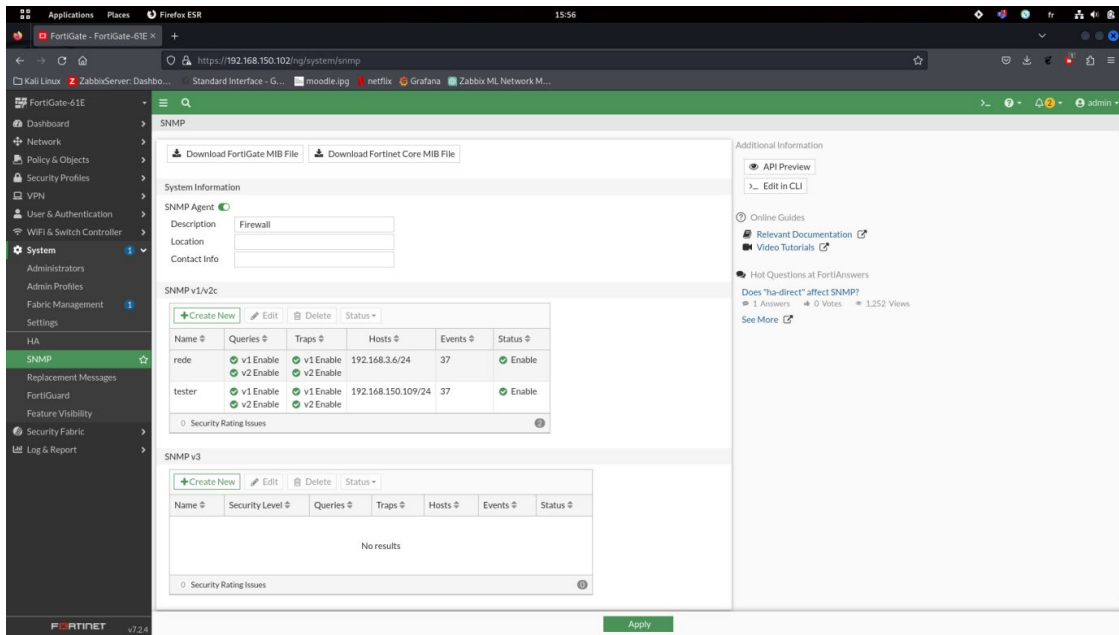 Applications Places Firefox ESR 15:56 fr
FortiGate - FortiGate-61E
https://192.168.150.102/ng/system/snmp
Kali Linux ZabbixServer: Dashbo... Standard Interface - G... moodle.ipg netflix Grafana Zabbix ML Network M...
FortiGate-61E
2 admin
Dashboard
Network
Policy & Objects
Security Profiles
VPN
User & Authentication
WiFi & Switch Controller
System 1
Administrators
Admin Profiles
Fabric Management 1
Settings
HA
SNMP
Replacement Messages
FortiGuard
Feature Visibility
Security Fabric
Log & Report
FORTINET v7.2.4
SNMP
Download FortiGate MIB File Download Fortinet Core MIB File
System Information
SNMP Agent
Description Firewall
Location
Contact Info
SNMP v1/v2c
+Create New Edit Delete Status
Name Queries Traps Hosts Events Status
rede v1 Enable v1 Enable 192.168.3.6/24 37 Enable
v2 Enable v2 Enable
tester v1 Enable v1 Enable 192.168.150.109/24 37 Enable
v2 Enable v2 Enable
0 Security Rating Issues 2
SNMP v3
+Create New Edit Delete Status
Name Security Level Queries Traps Hosts Events Status
No results
0 Security Rating Issues 0
Apply
Additional Information
API Preview
>_ Edit in CLI
Online Guides
Relevant Documentation
Video Tutorials
Hot Questions at FortiAnswers
Does "ha-direct" affect SNMP?
1 Answers 0 Votes 1,252 Views
See More